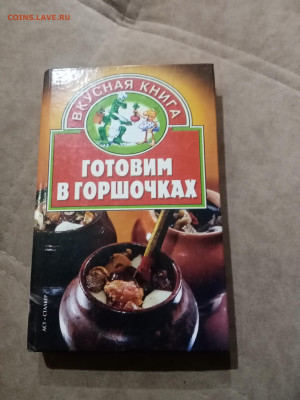 COINS.LAVE.RU
ВКУСНАЯ КНИГА
ГОТОВИМ
В ГОРШОЧКАХ
АСТ - СТАЛКЕР